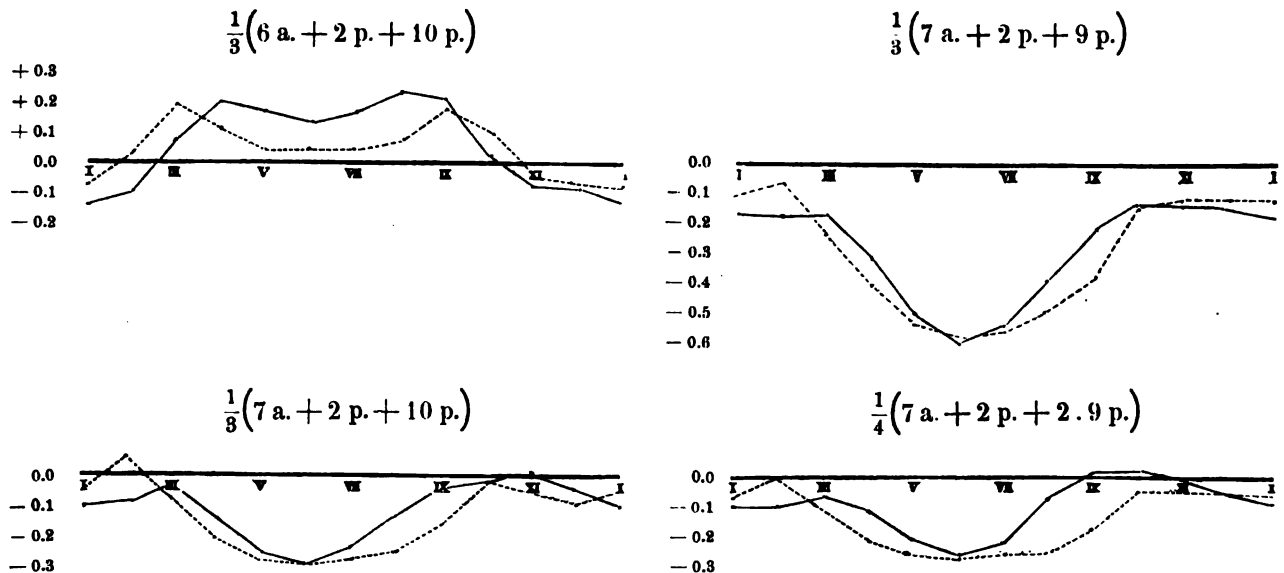 1/3 (6 a. + 2 p. + 10 p.)
+ 0.3
+ 0.2
+ 0.1
0.0
I III V VII IX XI
— 0.1
— 0.2
1/3 (7 a. + 2 p. + 9 p.)
0.0
I III V VII IX XI I
— 0.1
— 0.2
— 0.3
— 0.4
— 0.5
— 0.6
1/3 (7 a. + 2 p. + 10 p.)
0.0
I III V VII IX XI I
— 0.1
— 0.2
— 0.3
1/4 (7 a. + 2 p. + 2 . 9 p.)
0.0
I III V VII IX XI I
— 0.1
— 0.2
— 0.3